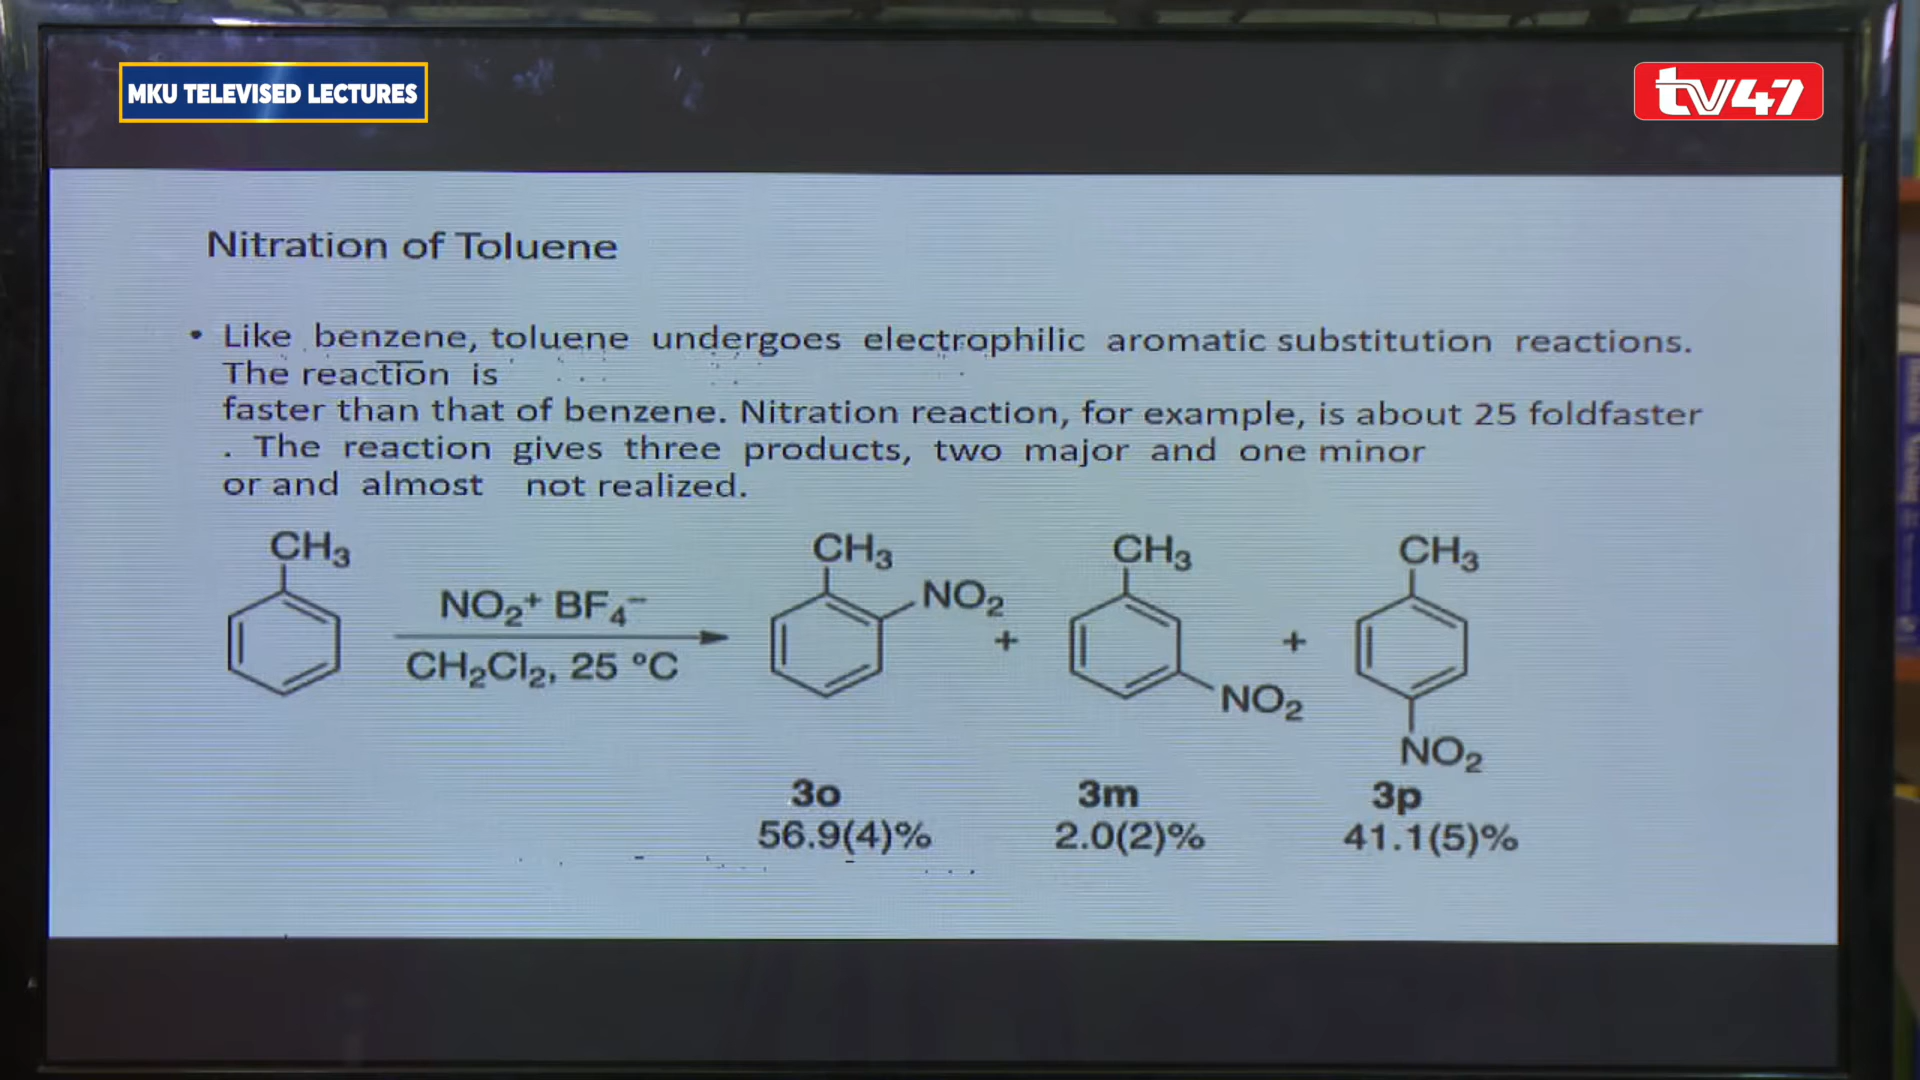 MKU TELEVISED LECTURES
tv47
Nitration of Toluene
• Like benzene, toluene undergoes electrophilic aromatic substitution reactions.
The reaction is
faster than that of benzene. Nitration reaction, for example, is about 25 foldfaster
. The reaction gives three products, two major and one minor
or and almost not realized.
CH₃
NO₂⁺ BF₄⁻
CH₂Cl₂, 25 °C
CH₃
NO₂
+
CH₃
NO₂
+
CH₃
NO₂
3o 3m 3p
56.9(4)% 2.0(2)% 41.1(5)%